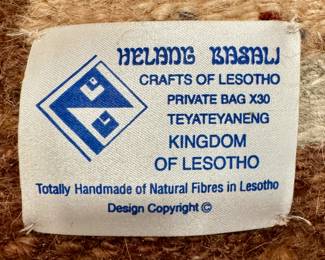 HELANG BASALI
CRAFTS OF LESOTHO
PRIVATE BAG X30
TEYATEYANENG
KINGDOM
OF LESOTHO
Totally Handmade of Natural Fibres in Lesotho
Design Copyright ©